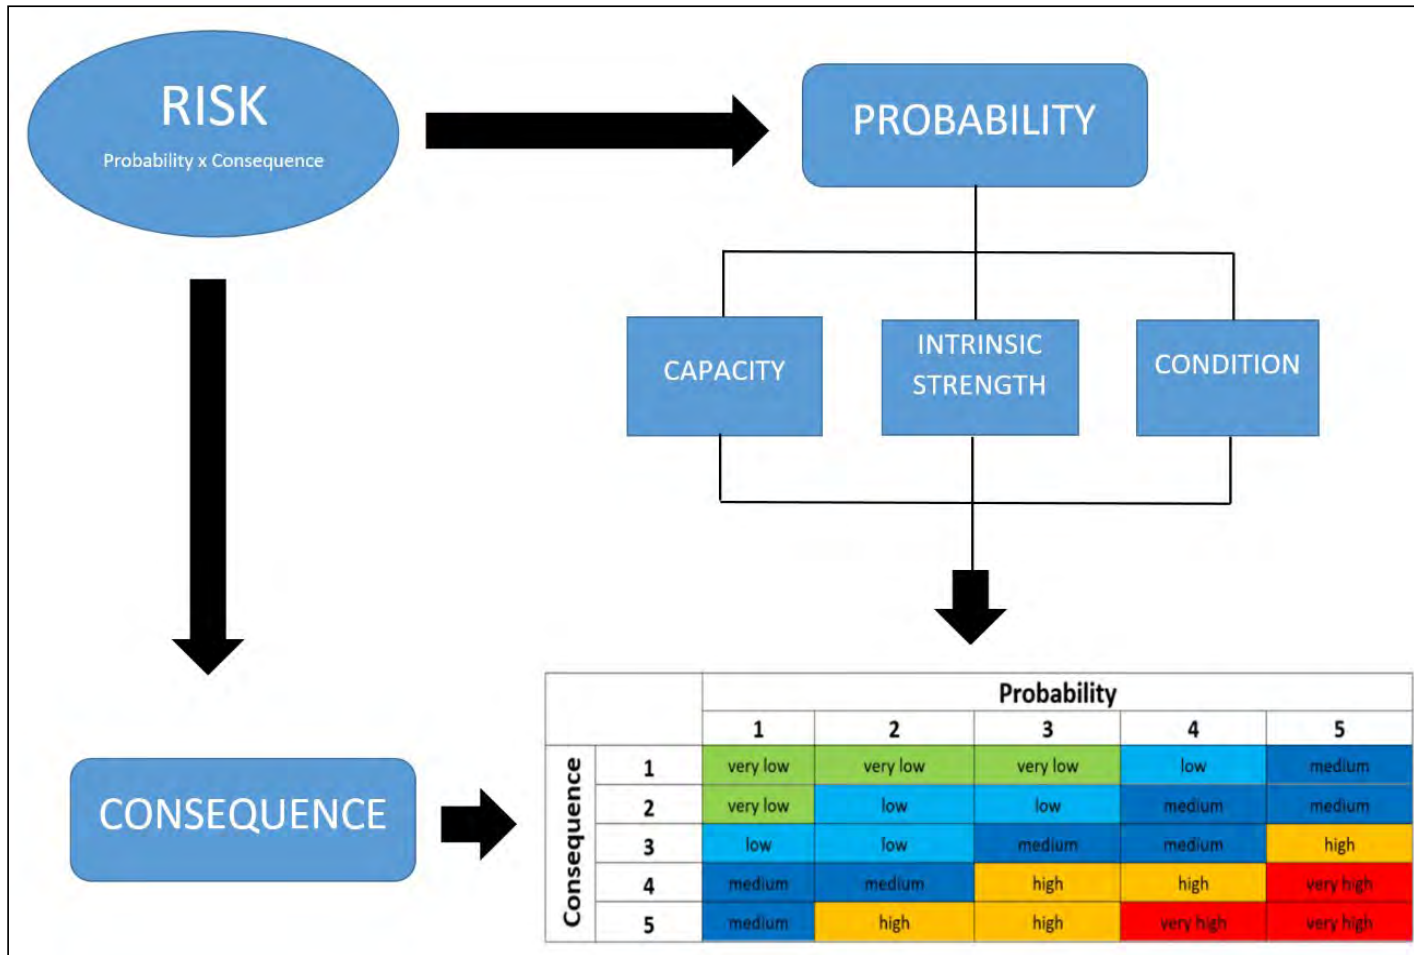 RISK
Probability x Consequence
PROBABILITY
CAPACITY
INTRINSIC
STRENGTH
CONDITION
CONSEQUENCE
Probability
1 2 3 4 5
Consequence
1 very low very low very low low medium
2 very low low low medium medium
3 low low medium medium high
4 medium medium high high very high
5 medium high high very high very high